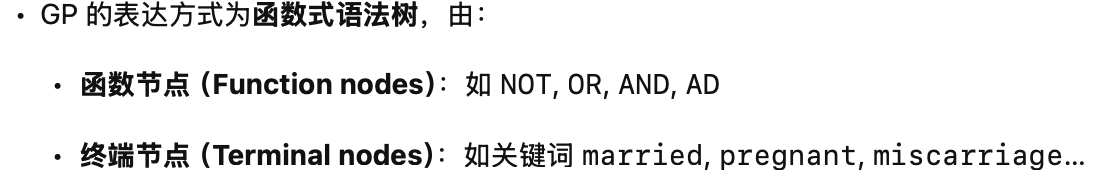 • GP 的表达方式为函数式语法树，由：
• 函数节点（Function nodes）：如 NOT, OR, AND, AD
• 终端节点（Terminal nodes）：如关键词 married, pregnant, miscarriage…